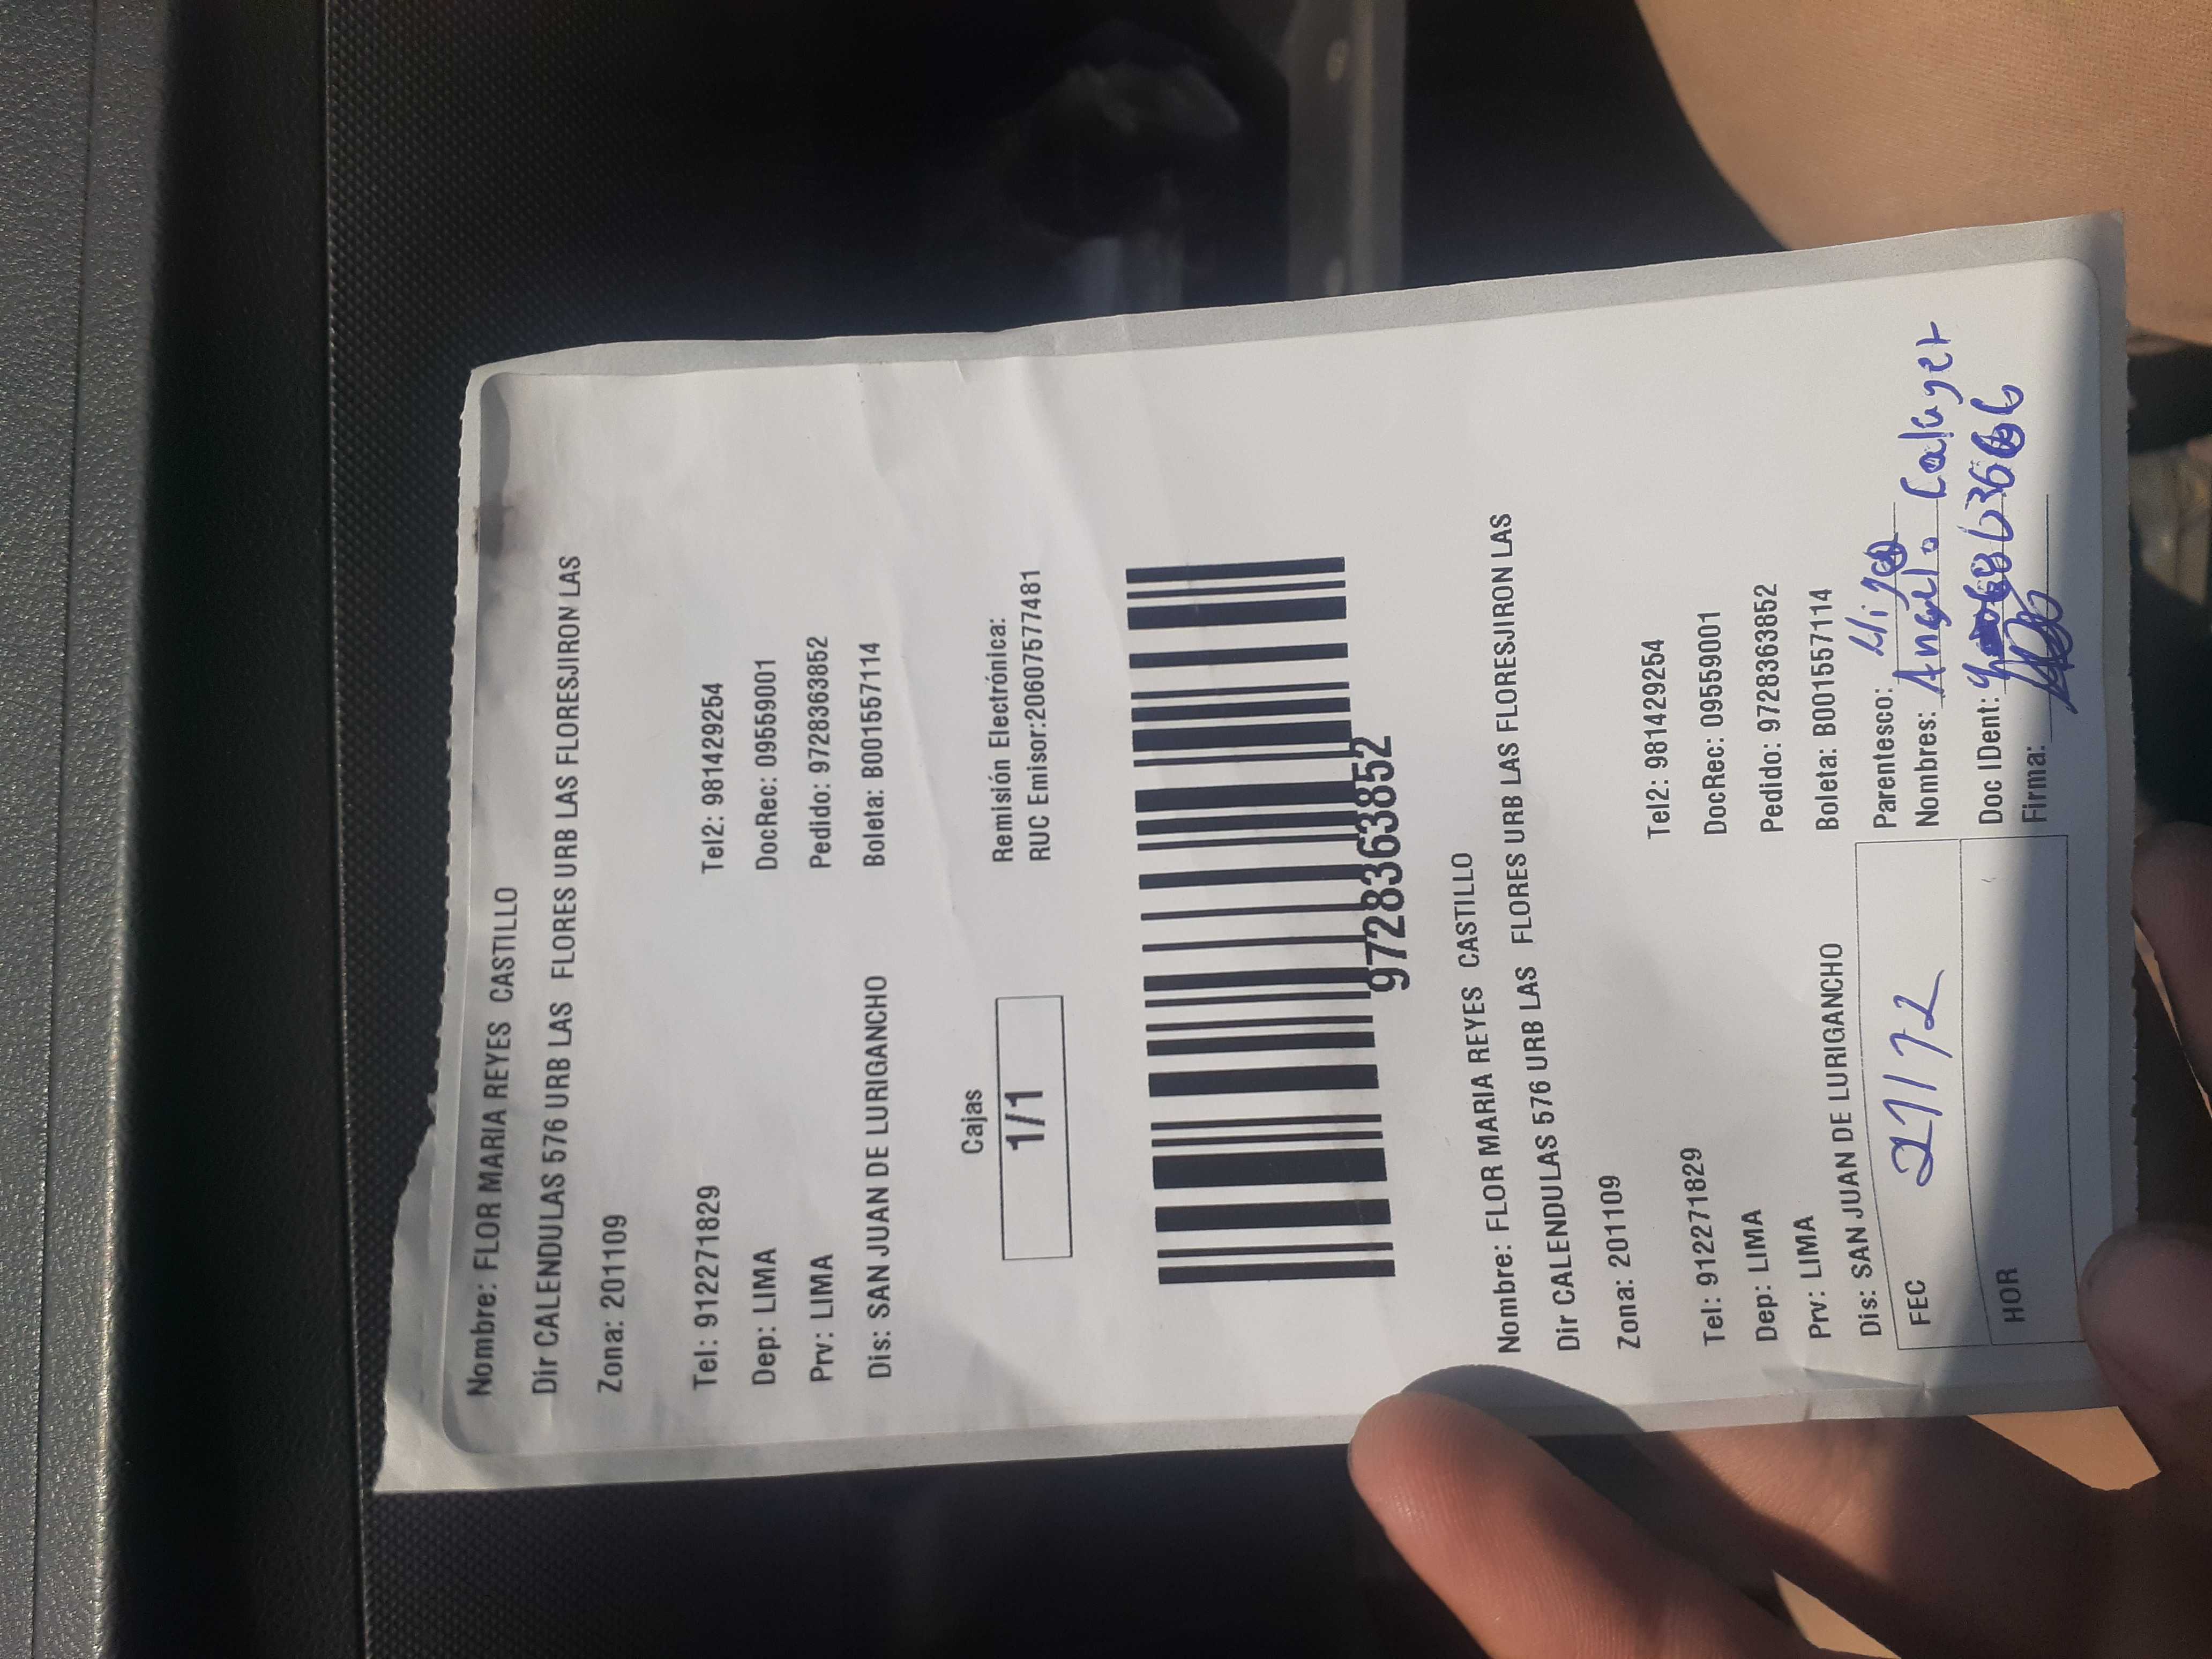 Nombre: FLOR MARIA REYES CASTILLO
Dir CALENDULAS 576 URB LAS FLORES URB LAS FLORESJIRON LAS
Zona: 201109
Tel: 912271829 Tel2: 981429254
Dep: LIMA DocRec: 09559001
Prv: LIMA Pedido: 97283638​52
Dis: SAN JUAN DE LURIGANCHO Boleta: B001557114
Cajas
1/1
Remisión Electrónica:
RUC Emisor:20607577481
9728363852
Nombre: FLOR MARIA REYES CASTILLO
Dir CALENDULAS 576 URB LAS FLORES URB LAS FLORESJIRON LAS
Zona: 201109
Tel: 912271829 Tel2: 981429254
Dep: LIMA DocRec: 09559001
Prv: LIMA Pedido: 9728363852
Dis: SAN JUAN DE LURIGANCHO Boleta: B001557114
FEC Parentesco:
Nombres: Angelo
HOR Doc IDent:
Firma: